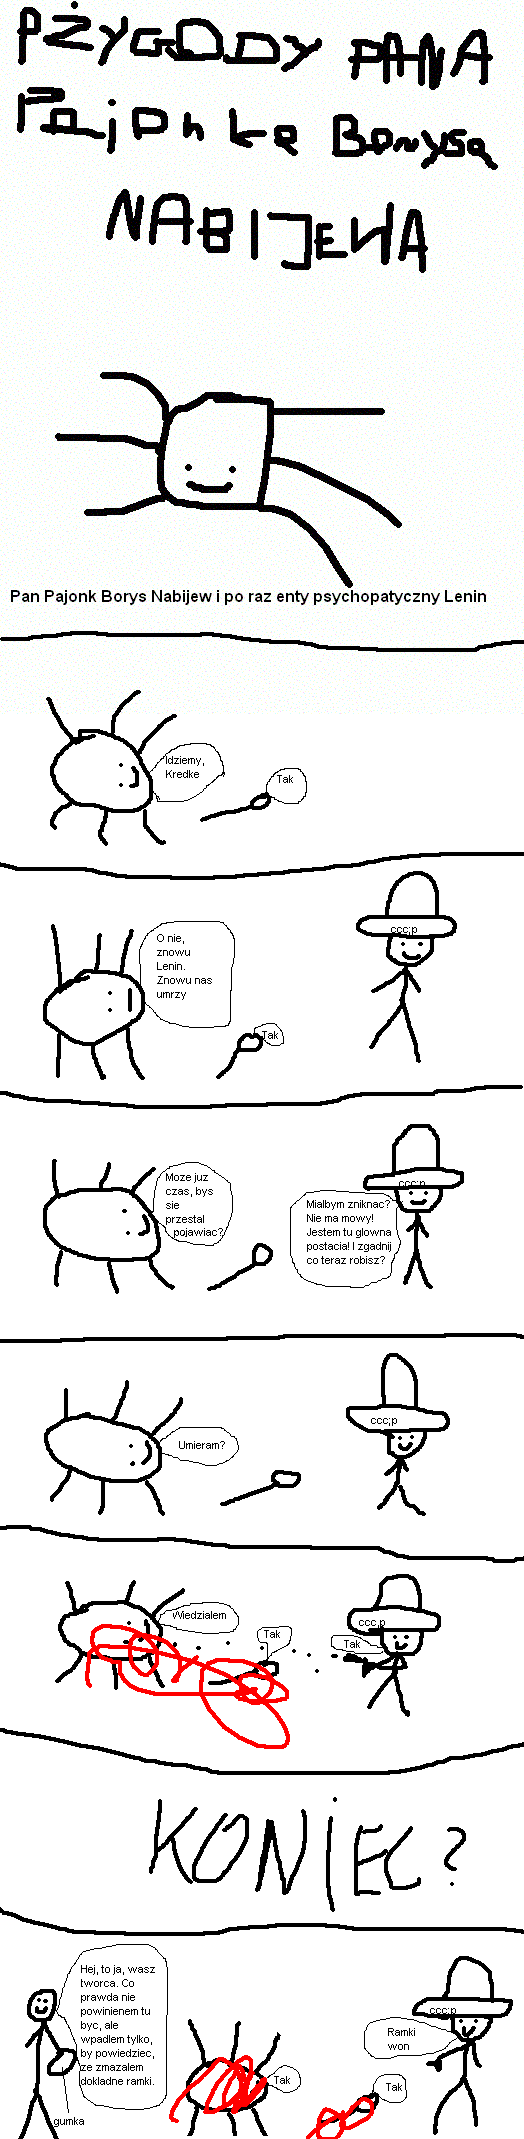 PŻYGODY PANA
Pajonka Borysa
NABIJEWA
Pan Pajonk Borys Nabijew i po raz enty psychopatyczny Lenin
Idziemy,
Kredke
Tak
ccc;p
O nie,
znowu
Lenin.
Znowu nas
umrzy
Tak
ccc;p
Moze juz
czas, bys
sie
przestal
pojawiac?
Mialbym zniknac?
Nie ma mowy!
Jestem tu glowna
postacia! I zgadnij
co teraz robisz?
ccc;p
Umieram?
ccc;p
Wiedzialem
Tak
Tak
KONIEC?
Hej, to ja, wasz
tworca. Co
prawda nie
powinienem tu
byc, ale
wpadlem tylko,
by powiedziec,
ze zmazalem
dokladne ramki.
gumka
Tak
Tak
ccc;p
Ramki
won